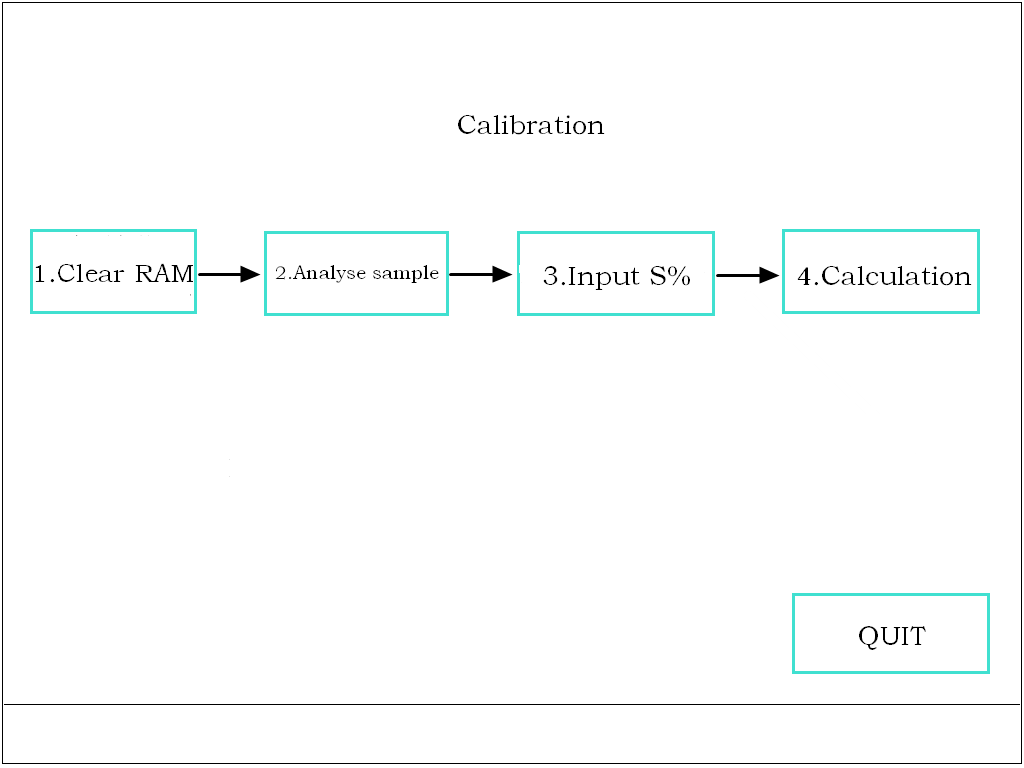 Calibration
1.Clear RAM
2.Analyse sample
3.Input S%
4.Calculation
QUIT